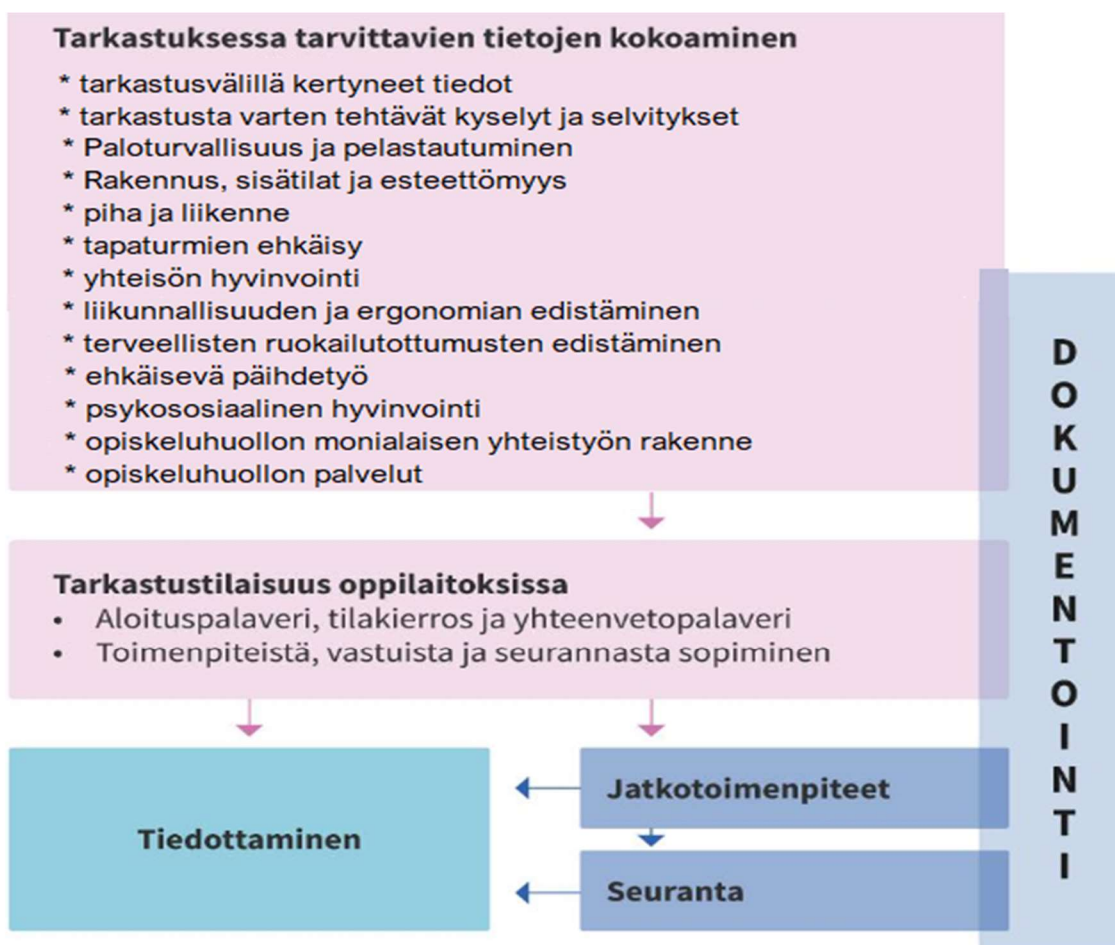 Tarkastuksessa tarvittavien tietojen kokoaminen
* tarkastusvälillä kertyneet tiedot
* tarkastusta varten tehtävät kyselyt ja selvitykset
* Paloturvallisuus ja pelastautuminen
* Rakennus, sisätilat ja esteettömyys
* piha ja liikenne
* tapaturmien ehkäisy
* yhteisön hyvinvointi
* liikunnallisuuden ja ergonomian edistäminen
* terveellisten ruokailutottumusten edistäminen
* ehkäisevä päihdetyö
* psykososiaalinen hyvinvointi
* opiskeluhuollon monialaisen yhteistyön rakenne
* opiskeluhuollon palvelut
Tarkastustilaisuus oppilaitoksissa
• Aloituspalaveri, tilakierros ja yhteenvetopalaveri
• Toimenpiteistä, vastuista ja seurannasta sopiminen
Tiedottaminen
Jatkotoimenpiteet
Seuranta
DOKUMENTOINTI